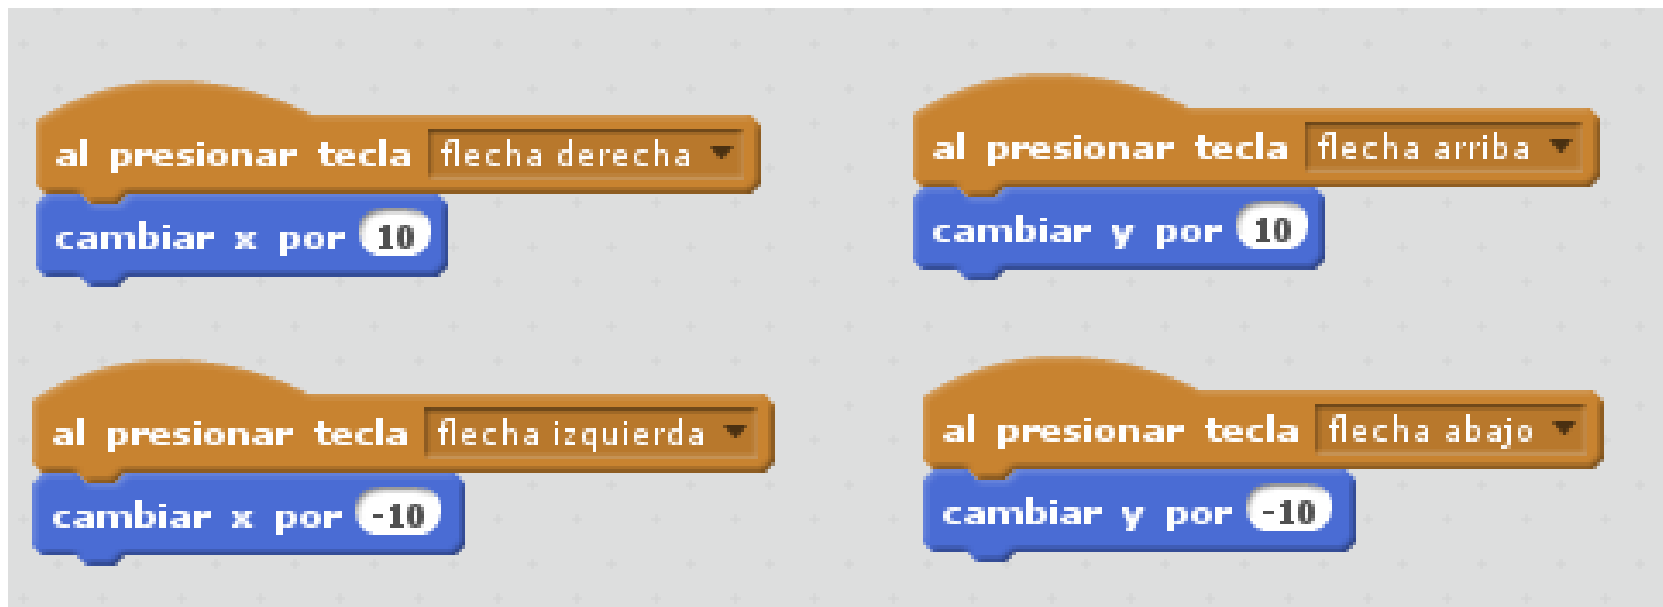 al presionar tecla flecha derecha
cambiar x por 10
al presionar tecla flecha arriba
cambiar y por 10
al presionar tecla flecha izquierda
cambiar x por -10
al presionar tecla flecha abajo
cambiar y por -10